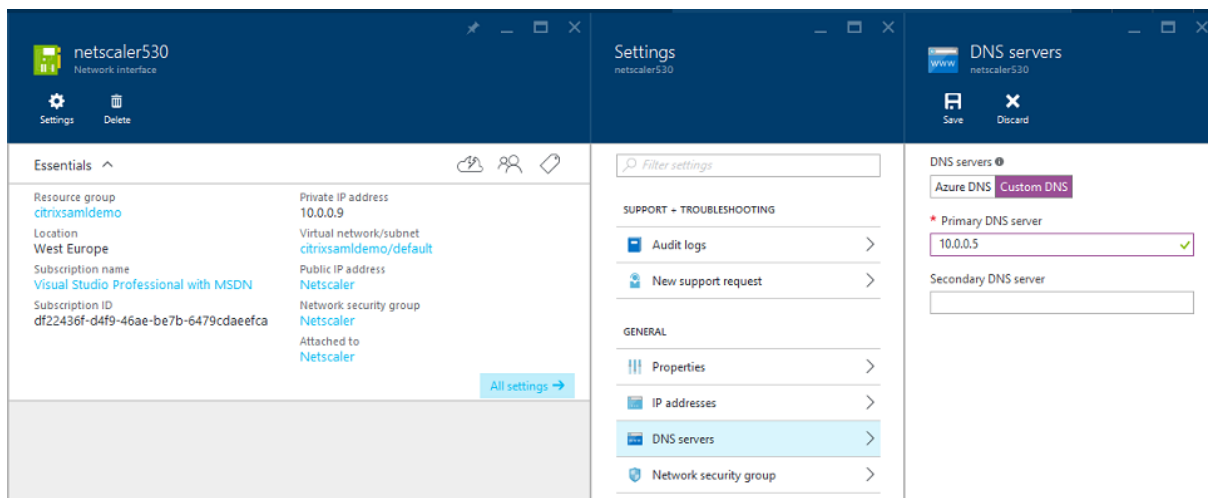 netscaler530
Network interface
Settings
Delete
Essentials
Resource group
citrixsamldemo
Location
West Europe
Subscription name
Visual Studio Professional with MSDN
Subscription ID
df22436f-d4f9-46ae-be7b-6479cdaeefca
Private IP address
10.0.0.9
Virtual network/subnet
citrixsamldemo/default
Public IP address
Netscaler
Network security group
Netscaler
Attached to
Netscaler
All settings →
Settings
netscaler530
Filter settings
SUPPORT + TROUBLESHOOTING
Audit logs
New support request
GENERAL
Properties
IP addresses
DNS servers
Network security group
www
DNS servers
netscaler530
Save
Discard
DNS servers
Azure DNS Custom DNS
* Primary DNS server
10.0.0.5
Secondary DNS server